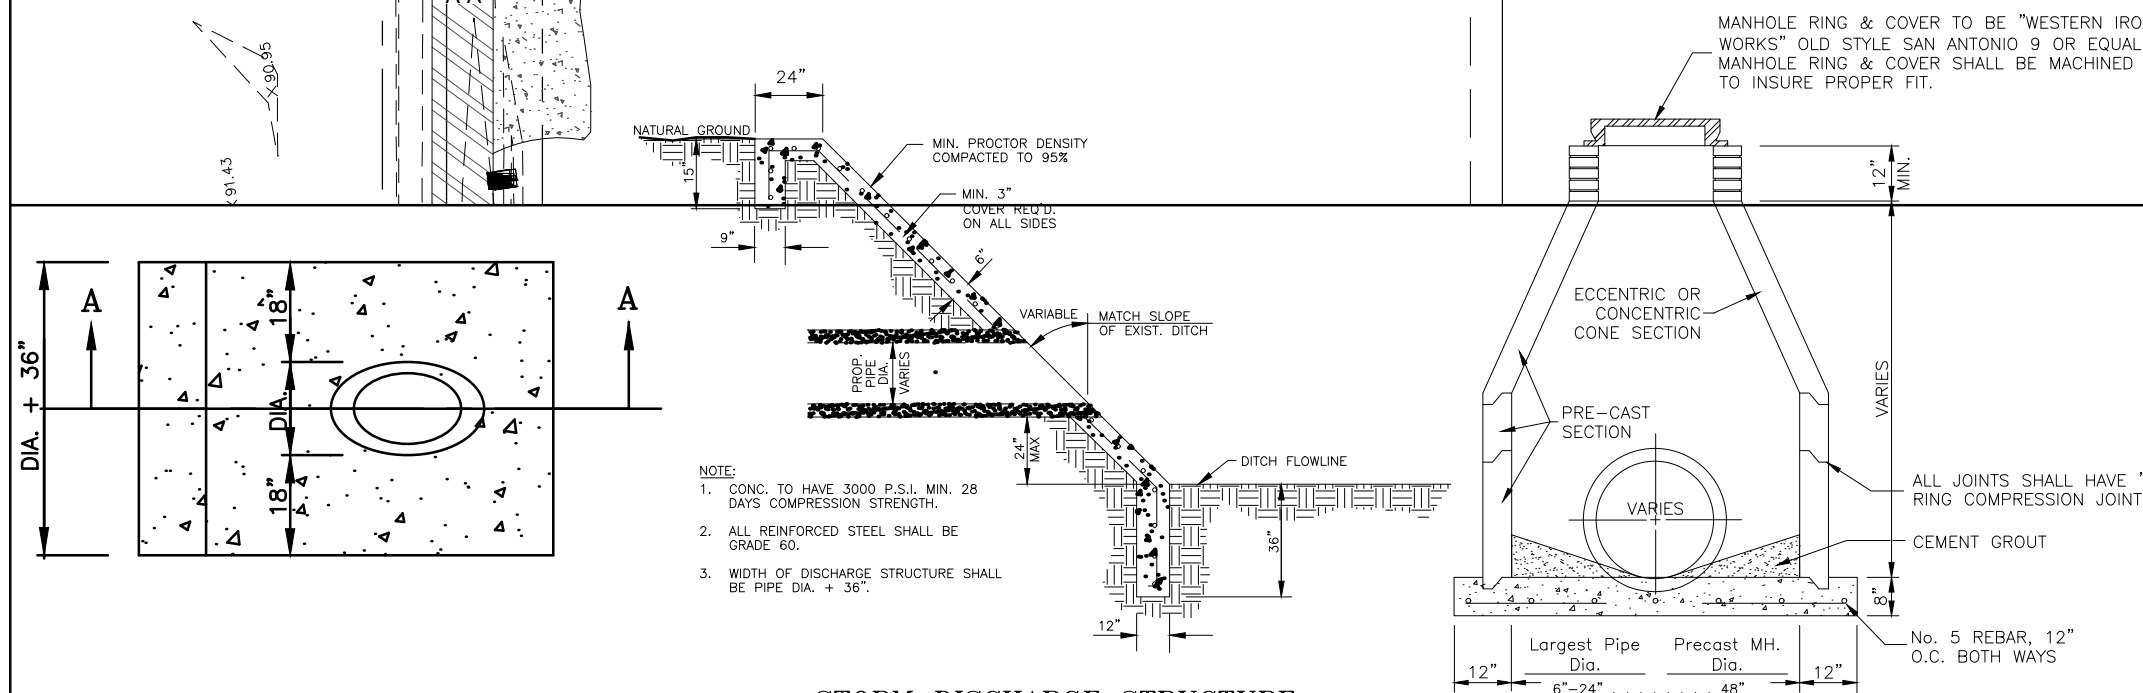 90.95
91.43
DIA. + 36"
A
A
18"
DIA.
18"
24"
NATURAL GROUND
15"
9"
MIN. PROCTOR DENSITY
COMPACTED TO 95%
MIN. 3"
COVER REQ'D.
ON ALL SIDES
6"
VARIABLE
MATCH SLOPE
OF EXIST. DITCH
PROP.
PIPE
DIA.
VARIES
24"
MAX
DITCH FLOWLINE
36"
12"
NOTE:
1. CONC. TO HAVE 3000 P.S.I. MIN. 28
DAYS COMPRESSION STRENGTH.
2. ALL REINFORCED STEEL SHALL BE
GRADE 60.
3. WIDTH OF DISCHARGE STRUCTURE SHALL
BE PIPE DIA. + 36".
STORM DISCHARGE STRUCTURE
MANHOLE RING & COVER TO BE "WESTERN IRO
WORKS" OLD STYLE SAN ANTONIO 9 OR EQUAL
MANHOLE RING & COVER SHALL BE MACHINED
TO INSURE PROPER FIT.
12"
MIN.
ECCENTRIC OR
CONCENTRIC
CONE SECTION
VARIES
PRE-CAST
SECTION
ALL JOINTS SHALL HAVE "
RING COMPRESSION JOINT
VARIES
CEMENT GROUT
8"
No. 5 REBAR, 12"
O.C. BOTH WAYS
12"
Largest Pipe
Dia.
Precast MH.
Dia.
12"
6"-24" . . . . . . . 48"